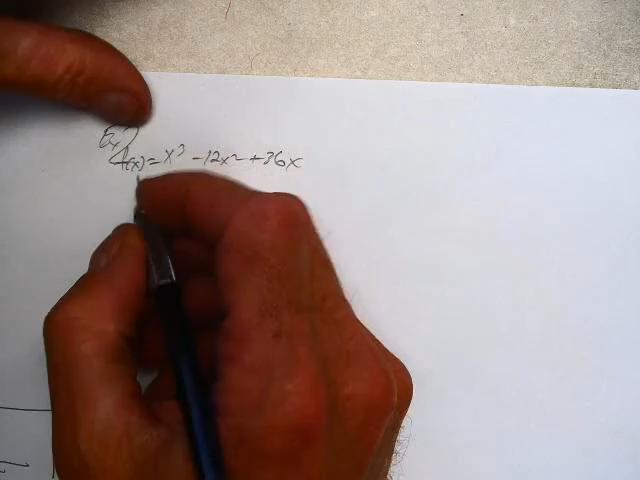 Ex)
f(x) = x³ - 12x² + 36x